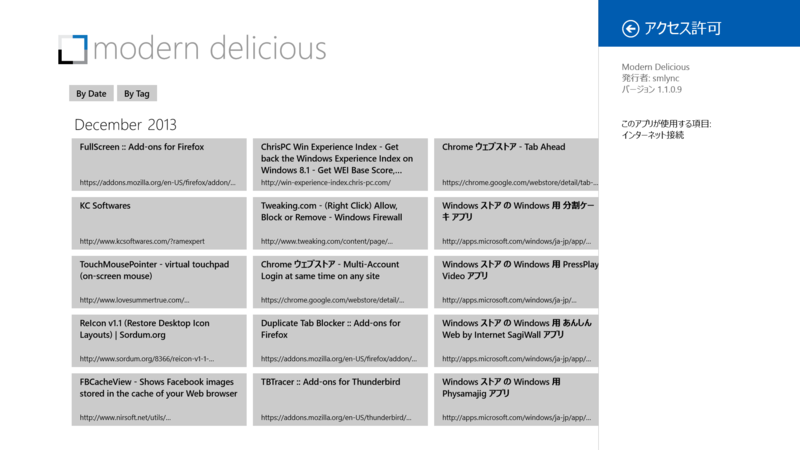 modern delicious
By Date
By Tag
December 2013
FullScreen :: Add-ons for Firefox
https://addons.mozilla.org/en-US/firefox/addon/...
KC Softwares
http://www.kcsoftwares.com/?ramexpert
TouchMousePointer - virtual touchpad
(on-screen mouse)
http://www.lovesummertrue.com/...
ReIcon v1.1 (Restore Desktop Icon
Layouts) | Sordum.org
http://www.sordum.org/8366/reicon-v1-1-...
FBCacheView - Shows Facebook images
stored in the cache of your Web browser
http://www.nirsoft.net/utils/...
ChrisPC Win Experience Index - Get
back the Windows Experience Index on
Windows 8.1 - Get WEI Base Score,...
http://win-experience-index.chris-pc.com/
Tweaking.com - (Right Click) Allow,
Block or Remove - Windows Firewall
http://www.tweaking.com/content/page/...
Chrome ウェブストア - Multi-Account
Login at same time on any site
https://chrome.google.com/webstore/detail/...
Duplicate Tab Blocker :: Add-ons for
Firefox
https://addons.mozilla.org/en-US/firefox/addon/...
TBTracer :: Add-ons for Thunderbird
https://addons.mozilla.org/en-US/thunderbird/...
Chrome ウェブストア - Tab Ahead
https://chrome.google.com/webstore/detail/tab-...
Windows ストア の Windows 用 分割ケー
キ アプリ
http://apps.microsoft.com/windows/ja-jp/app/...
Windows ストア の Windows 用 PressPlay
Video アプリ
http://apps.microsoft.com/windows/ja-jp/...
Windows ストア の Windows 用 あんしん
Web by Internet SagiWall アプリ
http://apps.microsoft.com/windows/ja-jp/app/...
Windows ストア の Windows 用
Physamajig アプリ
http://apps.microsoft.com/windows/ja-jp/app/...
アクセス許可
Modern Delicious
発行者: smlync
バージョン 1.1.0.9
このアプリが使用する項目:
インターネット接続